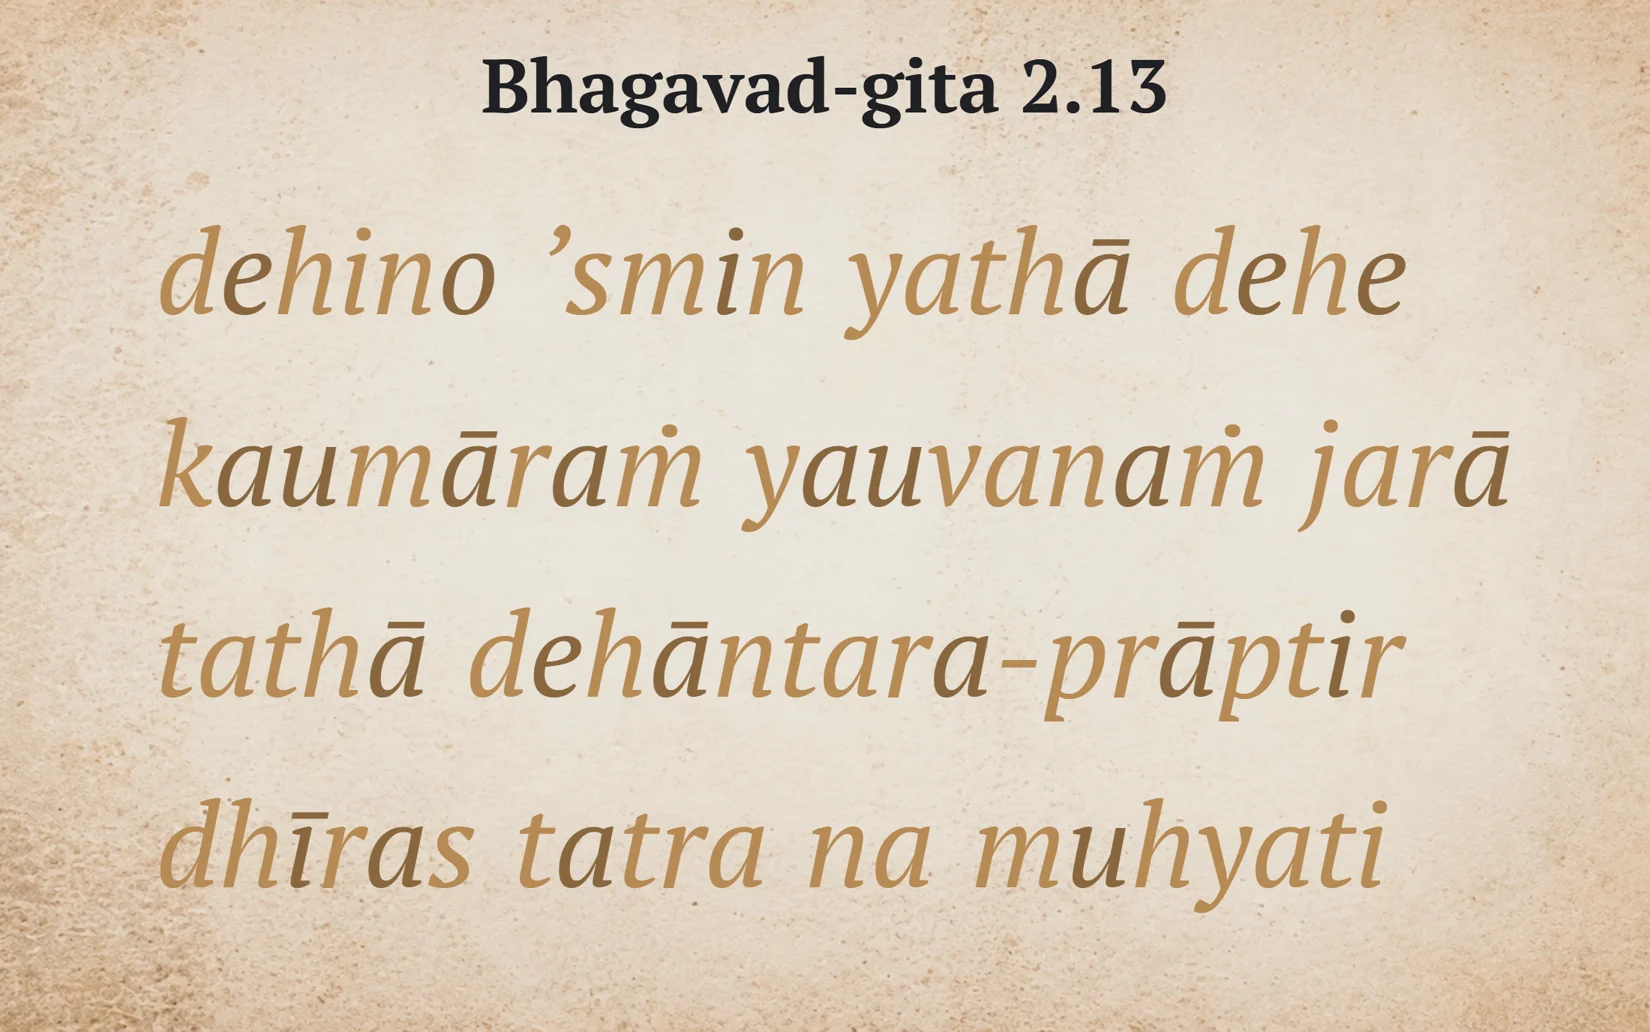 Bhagavad-gita 2.13
dehino ’smin yathā dehe
kaumāraṁ yauvanaṁ jarā
tathā dehāntara-prāptir
dhīras tatra na muhyati